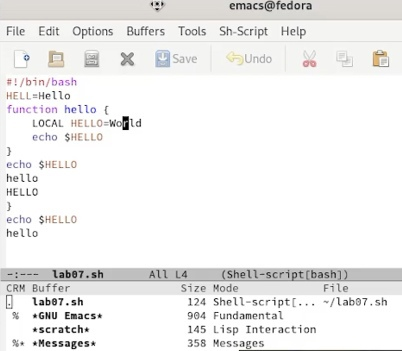 emacs@fedora
File Edit Options Buffers Tools Sh-Script Help
Save Undo
#!/bin/bash
HELL=Hello
function hello {
    LOCAL HELLO=World
    echo $HELLO
}
echo $HELLO
hello
HELLO
}
echo $HELLO
hello
-:--- lab07.sh All L4 (Shell-script[bash])
CRM Buffer Size Mode File
. lab07.sh 124 Shell-script[... ~/lab07.sh
% *GNU Emacs* 904 Fundamental
*scratch* 145 Lisp Interaction
%* *Messages* 358 Messages